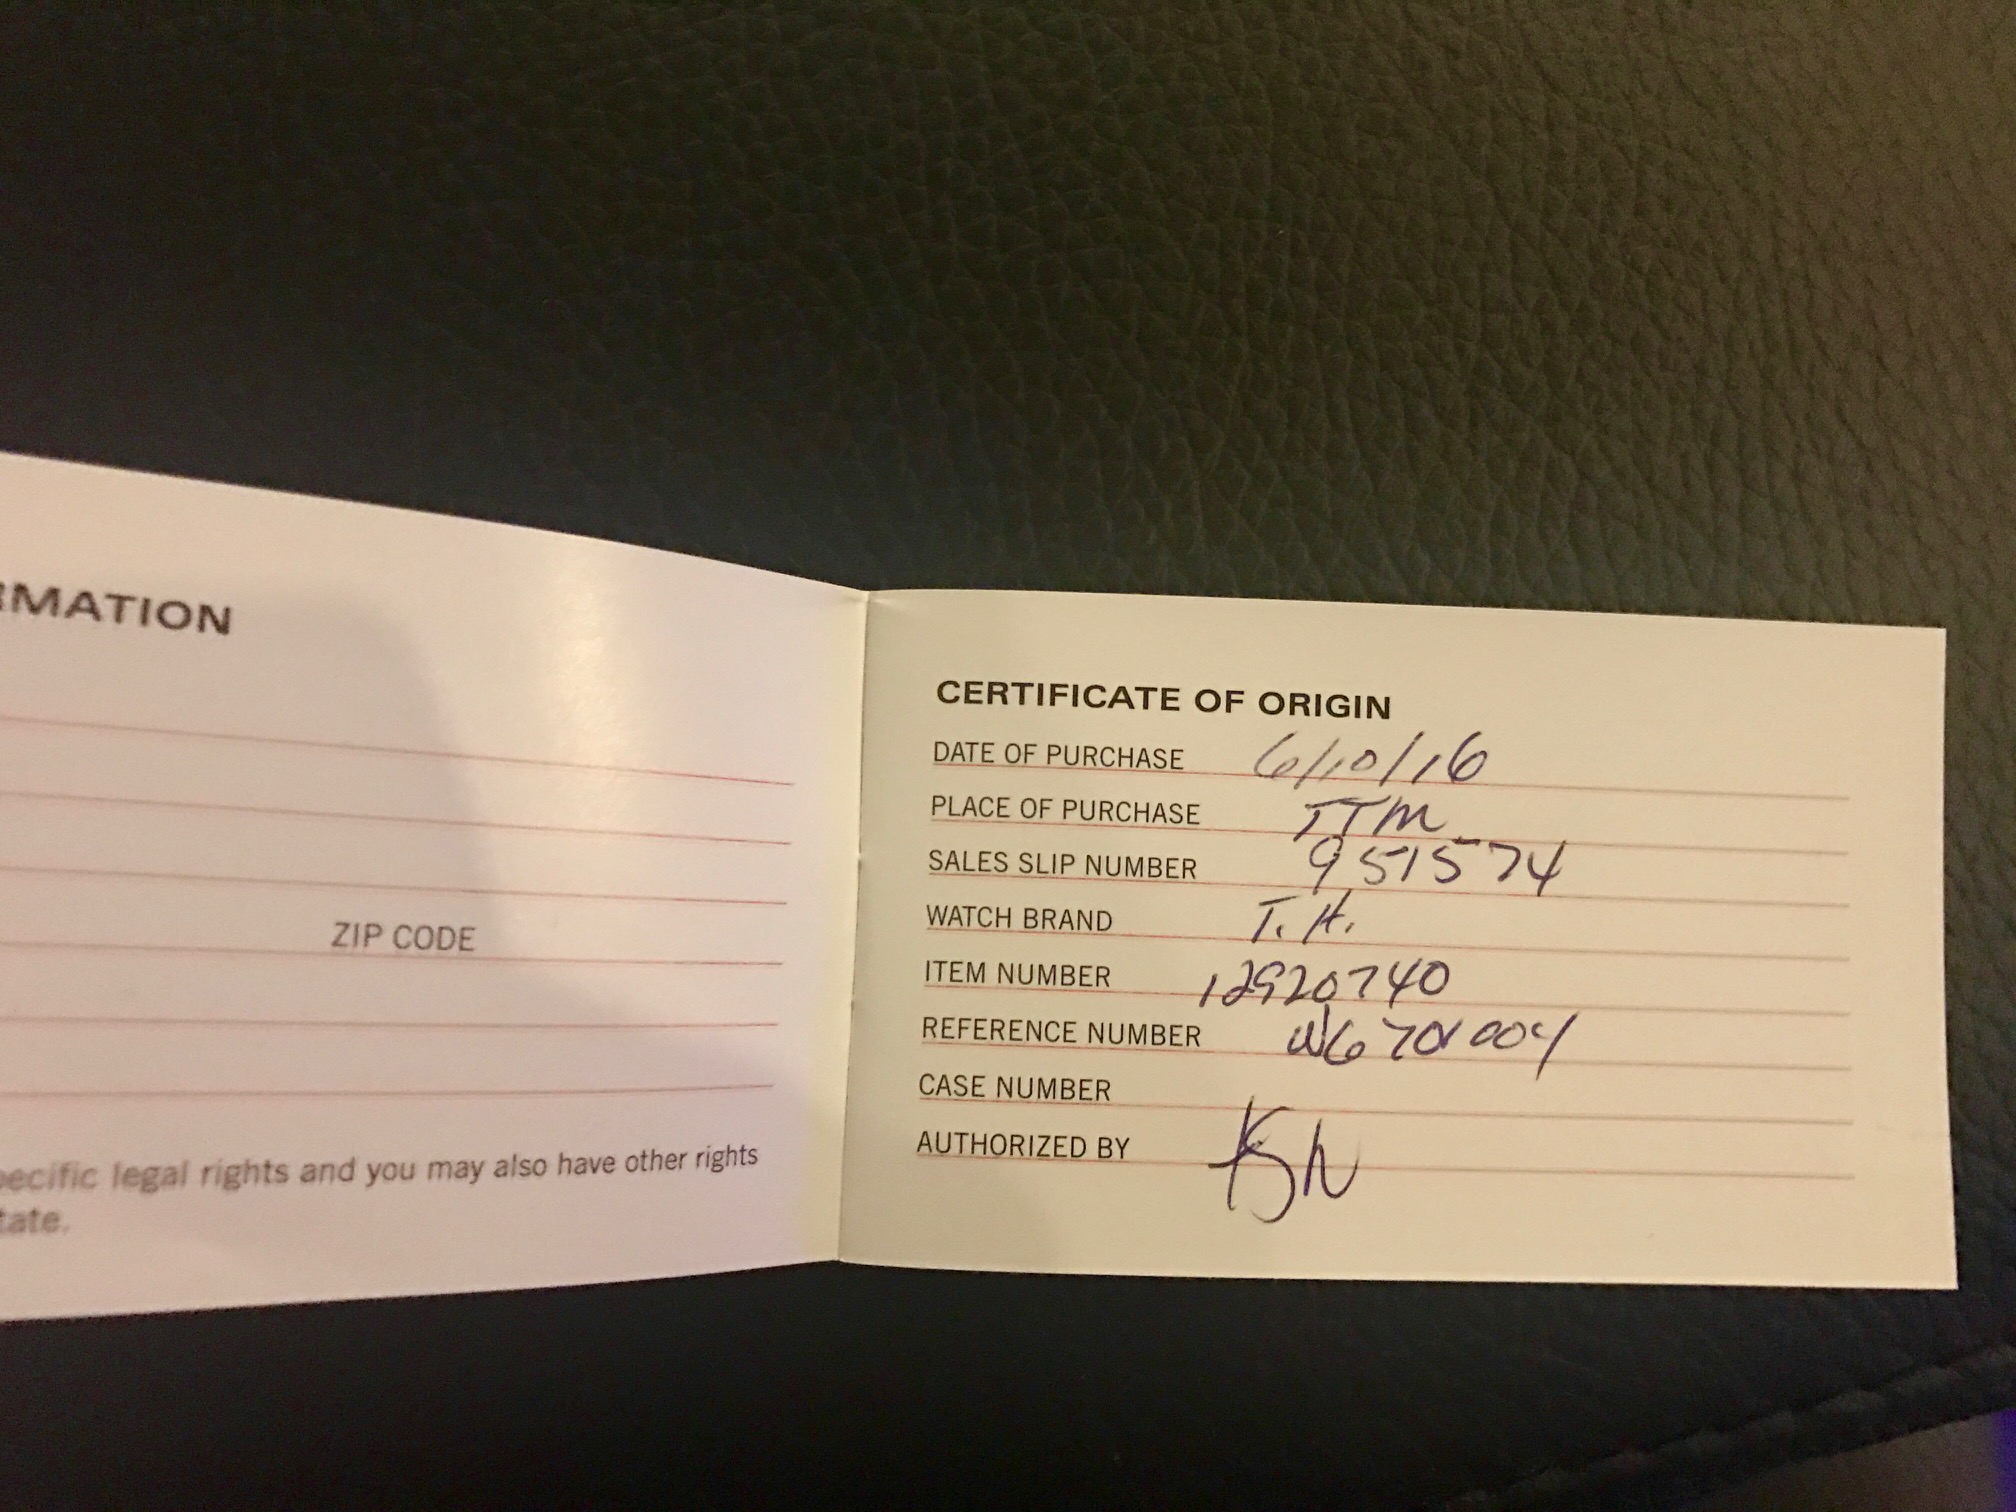 RMATION
ZIP CODE
pecific legal rights and you may also have other rights
tate.
CERTIFICATE OF ORIGIN
DATE OF PURCHASE 6/10/16
PLACE OF PURCHASE TTM
SALES SLIP NUMBER 951574
WATCH BRAND T.H.
ITEM NUMBER 12920740
REFERENCE NUMBER
CASE NUMBER
AUTHORIZED BY